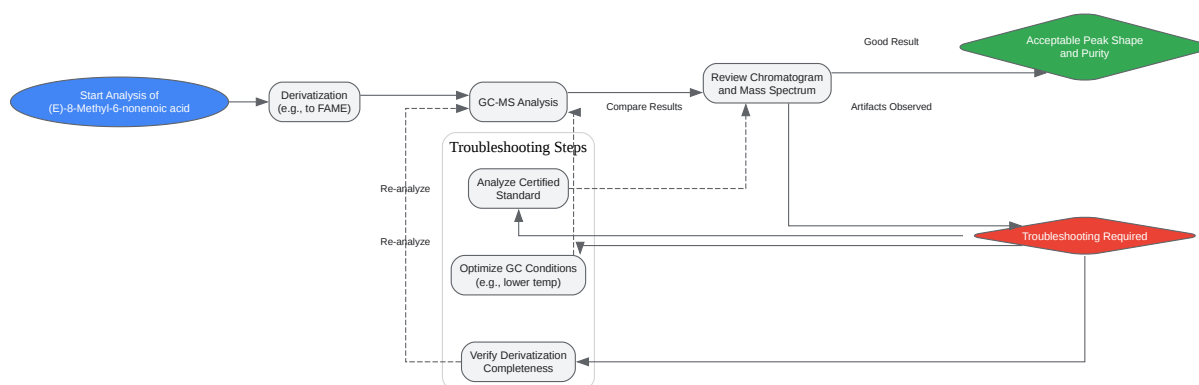 Start Analysis of
(E)-8-Methyl-6-nonenoic acid
Derivatization
(e.g., to FAME)
GC-MS Analysis
Compare Results
Review Chromatogram
and Mass Spectrum
Good Result
Artifacts Observed
Acceptable Peak Shape
and Purity
Troubleshooting Steps
Re-analyze
Re-analyze
Analyze Certified
Standard
Optimize GC Conditions
(e.g., lower temp)
Verify Derivatization
Completeness
Troubleshooting Required